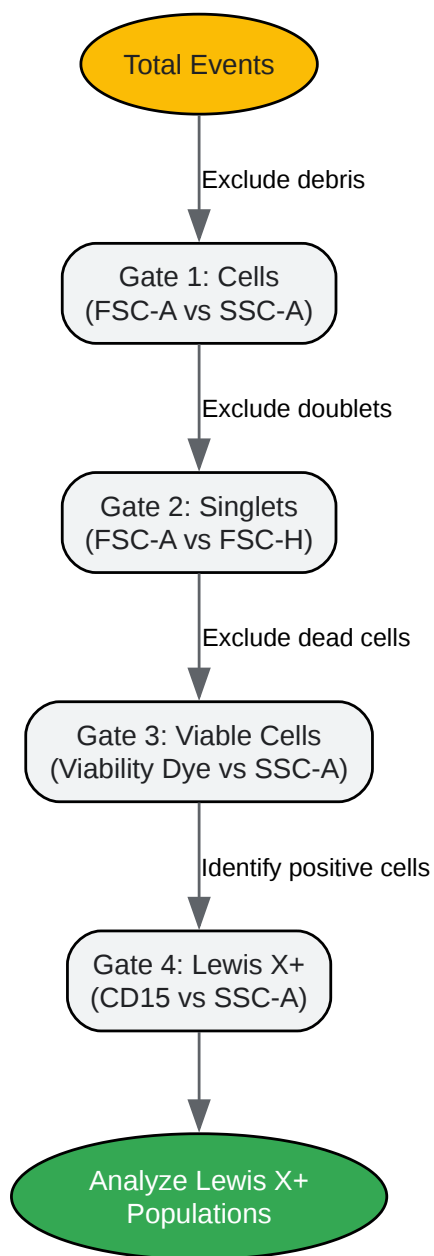 Total Events
Exclude debris
Gate 1: Cells
(FSC-A vs SSC-A)
Exclude doublets
Gate 2: Singlets
(FSC-A vs FSC-H)
Exclude dead cells
Gate 3: Viable Cells
(Viability Dye vs SSC-A)
Identify positive cells
Gate 4: Lewis X+
(CD15 vs SSC-A)
Analyze Lewis X+
Populations